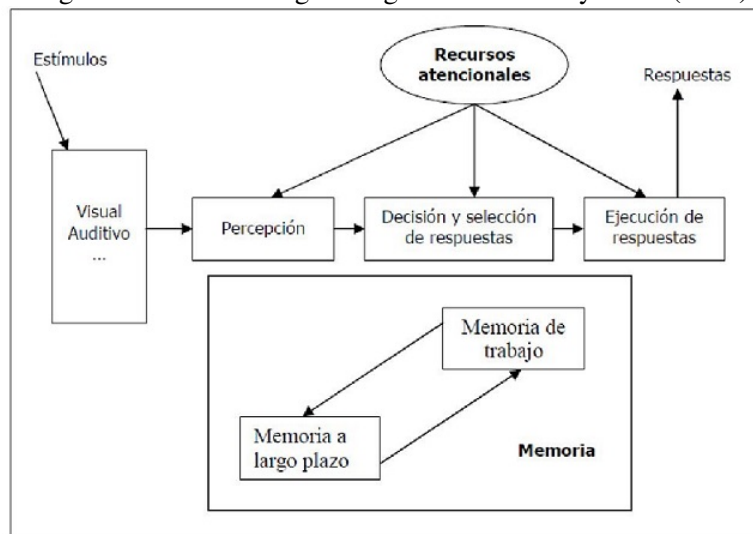 Estímulos
Recursos
atencionales
Respuestas
Visual
Auditivo
...
Percepción
Decisión y selección
de respuestas
Ejecución de
respuestas
Memoria de
trabajo
Memoria a
largo plazo
Memoria